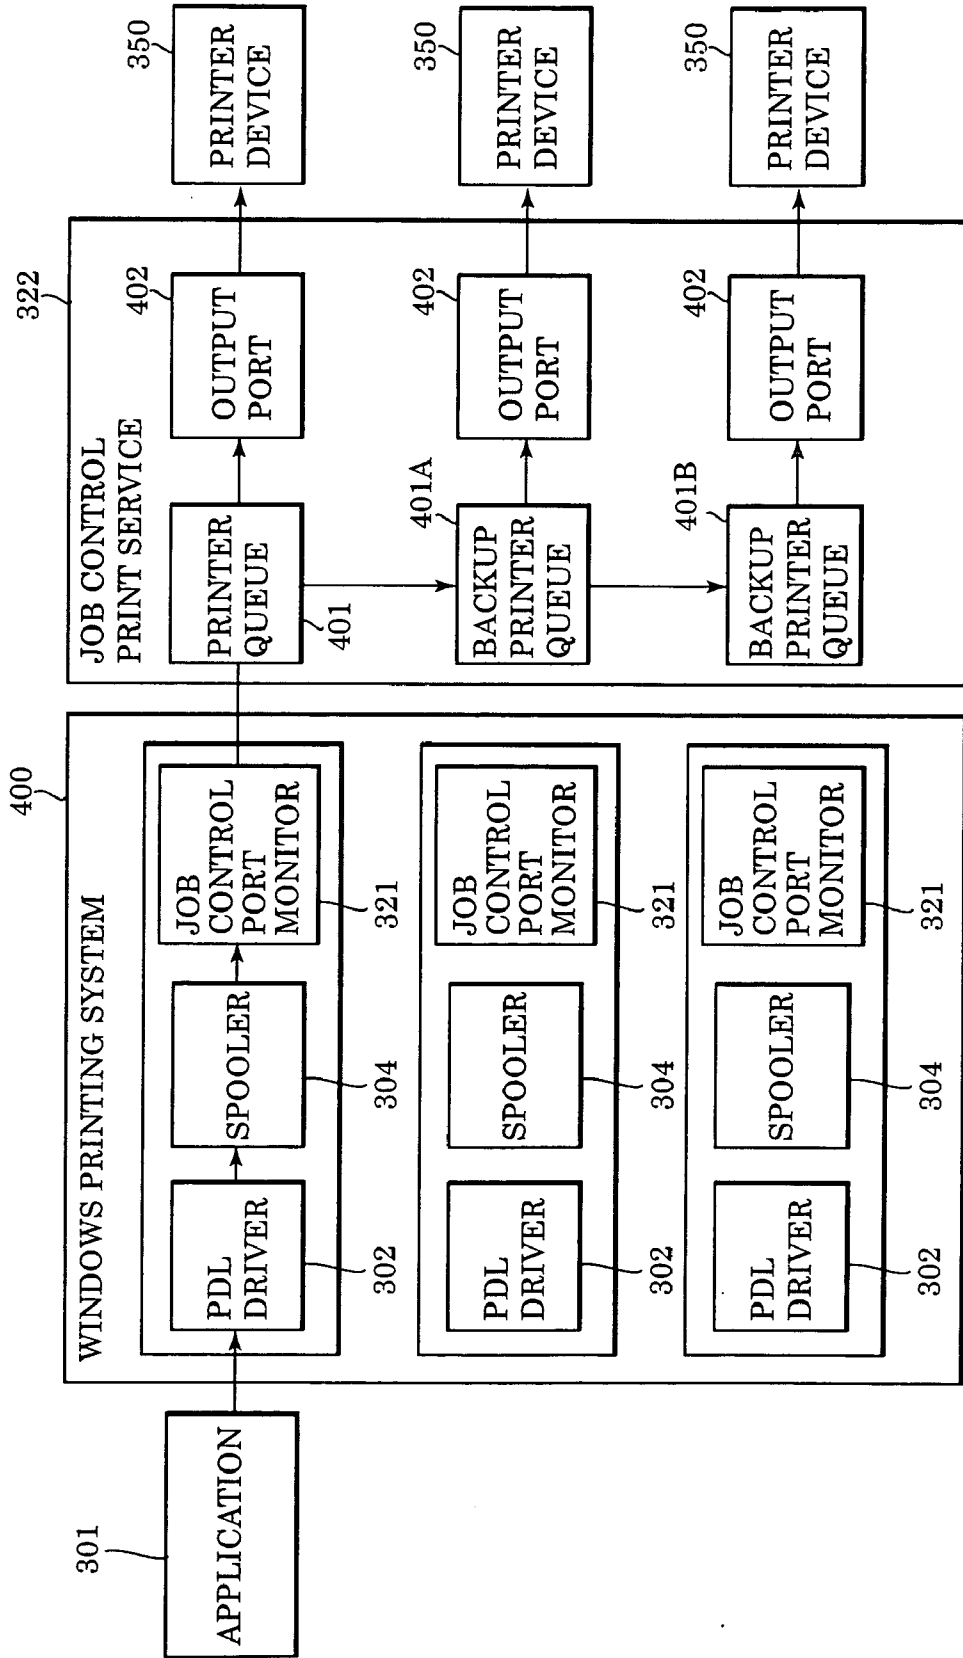 400
322
WINDOWS PRINTING SYSTEM
JOB CONTROL
PRINT SERVICE
301
APPLICATION
PDL
DRIVER
302
SPOOLER
304
JOB
CONTROL
PORT
MONITOR
321
PRINTER
QUEUE
401
OUTPUT
PORT
402
PRINTER
DEVICE
350
PDL
DRIVER
302
SPOOLER
304
JOB
CONTROL
PORT
MONITOR
321
BACKUP
PRINTER
QUEUE
401A
OUTPUT
PORT
402
PRINTER
DEVICE
350
PDL
DRIVER
302
SPOOLER
304
JOB
CONTROL
PORT
MONITOR
321
BACKUP
PRINTER
QUEUE
401B
OUTPUT
PORT
402
PRINTER
DEVICE
350